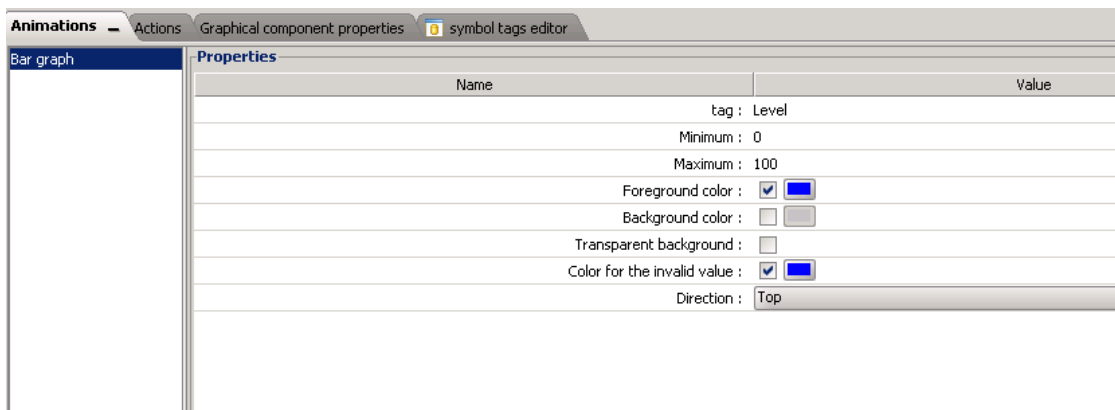 Animations Actions Graphical component properties symbol tags editor
Bar graph
Properties
Name Value
tag : Level
Minimum : 0
Maximum : 100
Foreground color :
Background color :
Transparent background :
Color for the invalid value :
Direction : Top